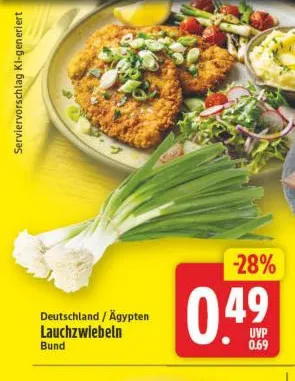 Serviervorschlag KI-generiert
-28%
0.49
UVP
0.69
Deutschland / Ägypten
Lauchzwiebeln
Bund